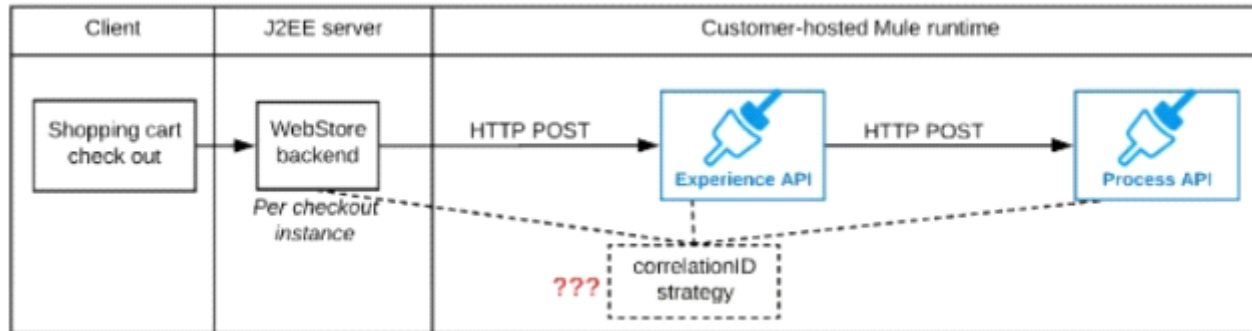 Client
J2EE server
Customer-hosted Mule runtime
Shopping cart
check out
WebStore
backend
HTTP POST
Experience API
HTTP POST
Process API
Per checkout
instance
???
correlationID
strategy